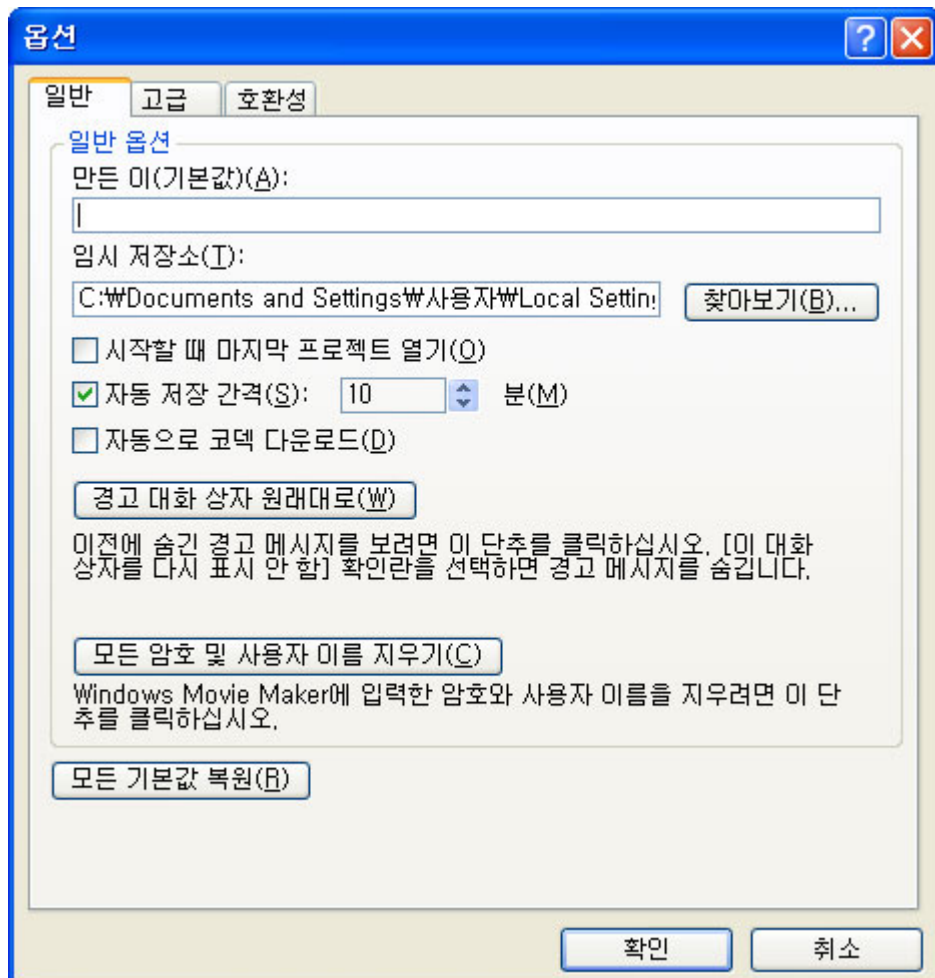 옵션
일반 고급 호환성
일반 옵션
만든 이(기본값)(A):
임시 저장소(T):
C:₩Documents and Settings₩사용자₩Local Setting 찾아보기(B)...
시작할 때 마지막 프로젝트 열기(O)
자동 저장 간격(S): 10 분(M)
자동으로 코덱 다운로드(D)
경고 대화 상자 원래대로(W)
이전에 숨긴 경고 메시지를 보려면 이 단추를 클릭하십시오. [이 대화
상자를 다시 표시 안 함] 확인란을 선택하면 경고 메시지를 숨깁니다.
모든 암호 및 사용자 이름 지우기(C)
Windows Movie Maker에 입력한 암호와 사용자 이름을 지우려면 이 단
추를 클릭하십시오.
모든 기본값 복원(R)
확인 취소